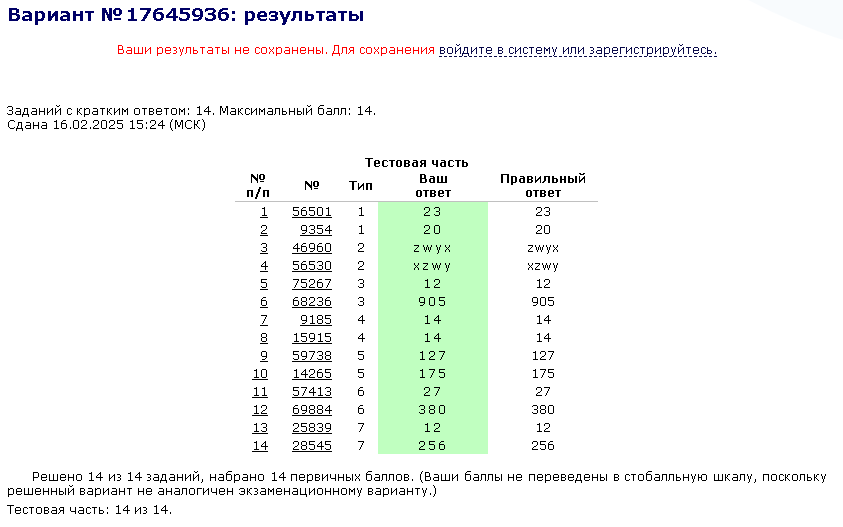 Вариант № 17645936: результаты
Ваши результаты не сохранены. Для сохранения войдите в систему или зарегистрируйтесь.
Заданий с кратким ответом: 14. Максимальный балл: 14.
Сдана 16.02.2025 15:24 (МСК)
Тестовая часть
№ п/п № Тип Ваш ответ Правильный ответ
1 56501 1 23 23
2 9354 1 20 20
3 46960 2 zwyx zwyx
4 56530 2 xzwy xzwy
5 75267 3 12 12
6 68236 3 905 905
7 9185 4 14 14
8 15915 4 14 14
9 59738 5 127 127
10 14265 5 175 175
11 57413 6 27 27
12 69884 6 380 380
13 25839 7 12 12
14 28545 7 256 256
Решено 14 из 14 заданий, набрано 14 первичных баллов. (Ваши баллы не переведены в стобалльную шкалу, поскольку
решенный вариант не аналогичен экзаменационному варианту.)
Тестовая часть: 14 из 14.